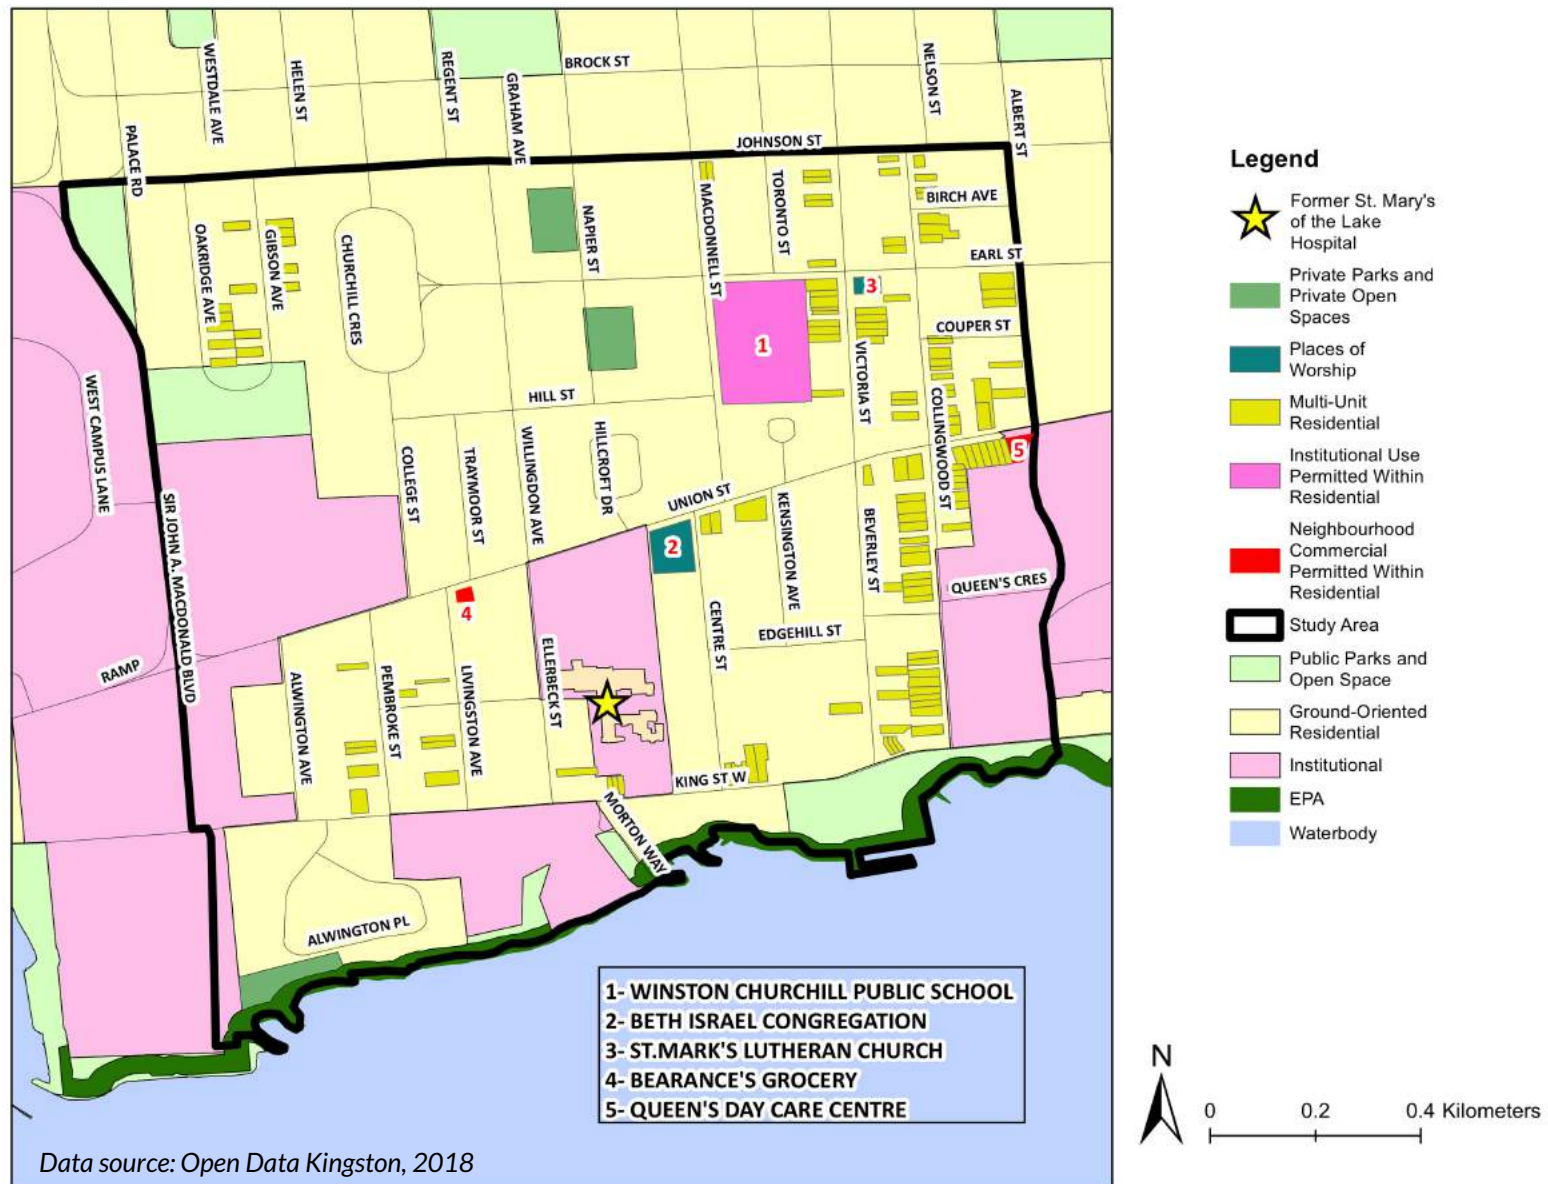 BROCK ST
WESTDALE AVE
HELEN ST
REGENT ST
GRAHAM AVE
NELSON ST
ALBERT ST
JOHNSON ST
PALACE RD
BIRCH AVE
EARL ST
OAKRIDGE AVE
GIBSON AVE
CHURCHILL CRES
NAPIER ST
MACDONNELL ST
TORONTO ST
3
COUPER ST
1
VICTORIA ST
COLLINGWOOD ST
WEST CAMPUS LANE
HILL ST
COLLEGE ST
TRAYMOOR ST
WILLINGDON AVE
HILLCROFT DR
UNION ST
5
KENSINGTON AVE
BEVERLEY ST
SIR JOHN A. MACDONALD BLVD
2
QUEEN'S CRES
4
CENTRE ST
EDGEHILL ST
RAMP
ALWINGTON AVE
PEMBROKE ST
LIVINGSTON AVE
ELLERBECK ST
KING ST W
MORTON WAY
ALWINGTON PL
1- WINSTON CHURCHILL PUBLIC SCHOOL
2- BETH ISRAEL CONGREGATION
3- ST.MARK'S LUTHERAN CHURCH
4- BEARANCE'S GROCERY
5- QUEEN'S DAY CARE CENTRE
Data source: Open Data Kingston, 2018
Legend
Former St. Mary's
of the Lake
Hospital
Private Parks and
Private Open
Spaces
Places of
Worship
Multi-Unit
Residential
Institutional Use
Permitted Within
Residential
Neighbourhood
Commercial
Permitted Within
Residential
Study Area
Public Parks and
Open Space
Ground-Oriented
Residential
Institutional
EPA
Waterbody
N
0 0.2 0.4 Kilometers